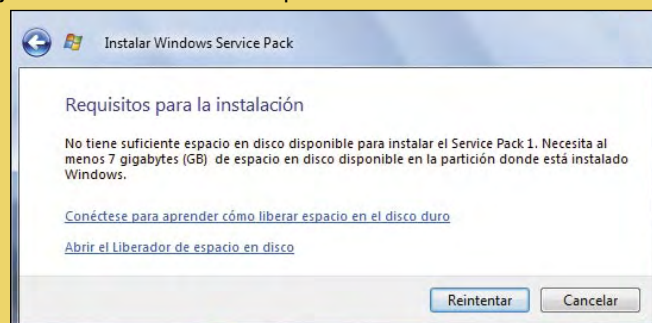 Instalar Windows Service Pack
Requisitos para la instalación
No tiene suficiente espacio en disco disponible para instalar el Service Pack 1. Necesita al
menos 7 gigabytes (GB) de espacio en disco disponible en la partición donde está instalado
Windows.
Conéctese para aprender cómo liberar espacio en el disco duro
Abrir el Liberador de espacio en disco
Reintentar Cancelar